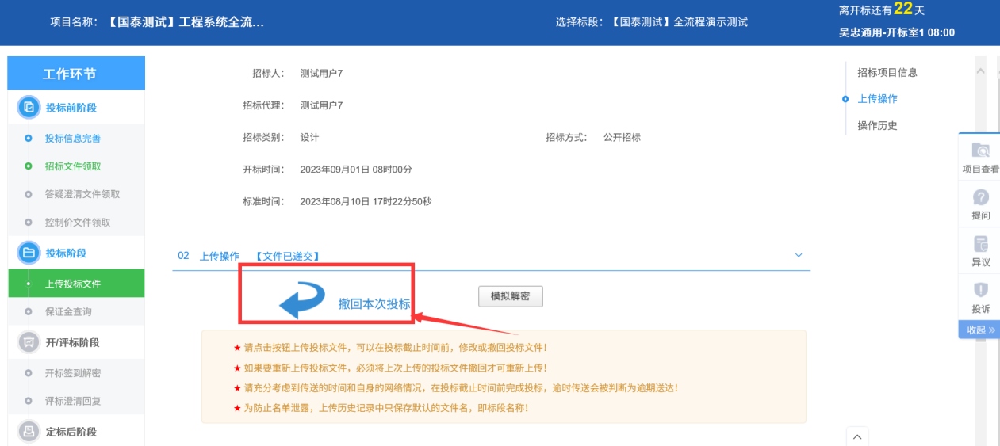 项目名称：【国泰测试】工程系统全流...
选择标段：【国泰测试】全流程演示测试
离开标还有22天
吴忠通用-开标室1 08:00
工作环节
投标前阶段
投标信息完善
招标文件领取
答疑澄清文件领取
控制价文件领取
投标阶段
上传投标文件
保证金查询
开/评标阶段
开标签到解密
评标澄清回复
定标后阶段
招标人： 测试用户7
招标代理： 测试用户7
招标类别： 设计
招标方式： 公开招标
开标时间： 2023年09月01日 08时00分
标准时间： 2023年08月10日 17时22分50秒
02 上传操作 【文件已递交】
撤回本次投标
模拟解密
★ 请点击按钮上传投标文件，可以在投标截止时间前，修改或撤回投标文件！
★ 如果要重新上传投标文件，必须将上次上传的投标文件撤回才可重新上传！
★ 请充分考虑到传送的时间和自身的网络情况，在投标截止时间前完成投标，逾时传送会被判断为逾期送达！
★ 为防止名单泄露，上传历史记录中只保存默认的文件名，即标段名称！
招标项目信息
上传操作
操作历史
项目查看
提问
异议
投诉
收起 »